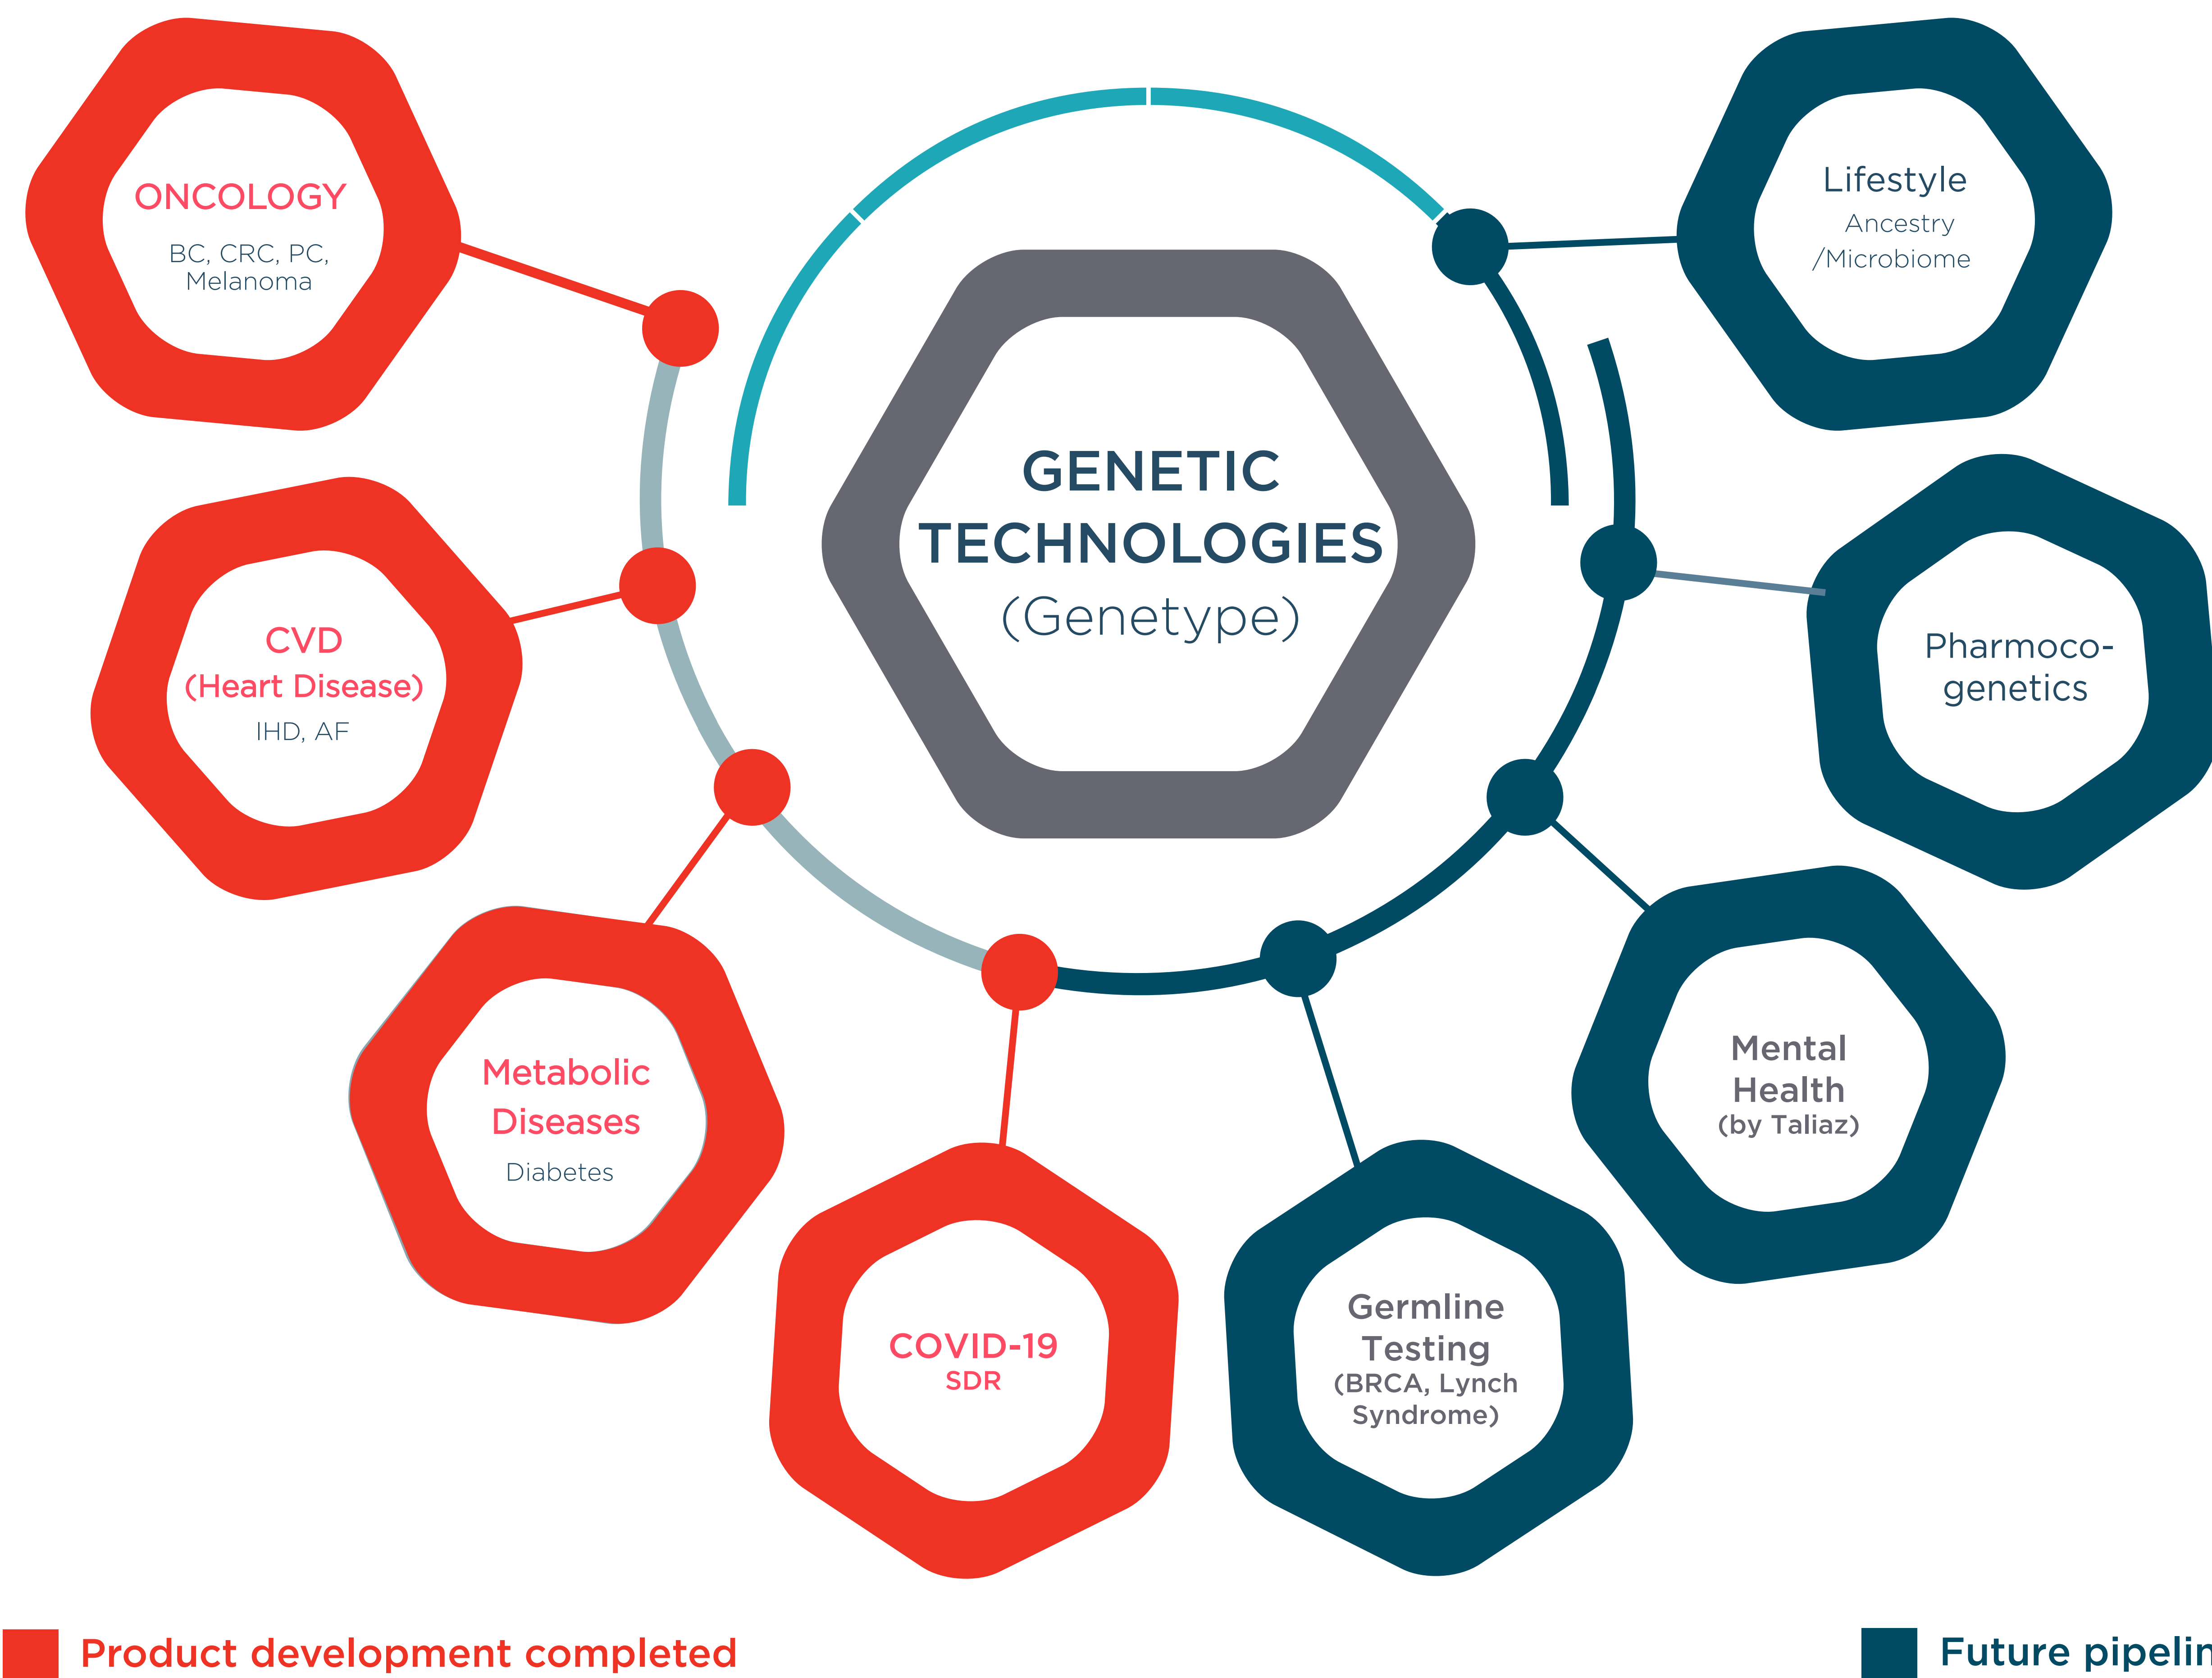 ONCOLOGY
BC, CRC, PC,
Melanoma
Lifestyle
Ancestry
/Microbiome
GENETIC
TECHNOLOGIES
(Genetype)
CVD
(Heart Disease)
IHD, AF
Pharmoco-
genetics
Metabolic
Diseases
Diabetes
Mental
Health
(by Taliaz)
COVID-19
SDR
Germline
Testing
(BRCA, Lynch
Syndrome)
Product development completed
Future pipelin